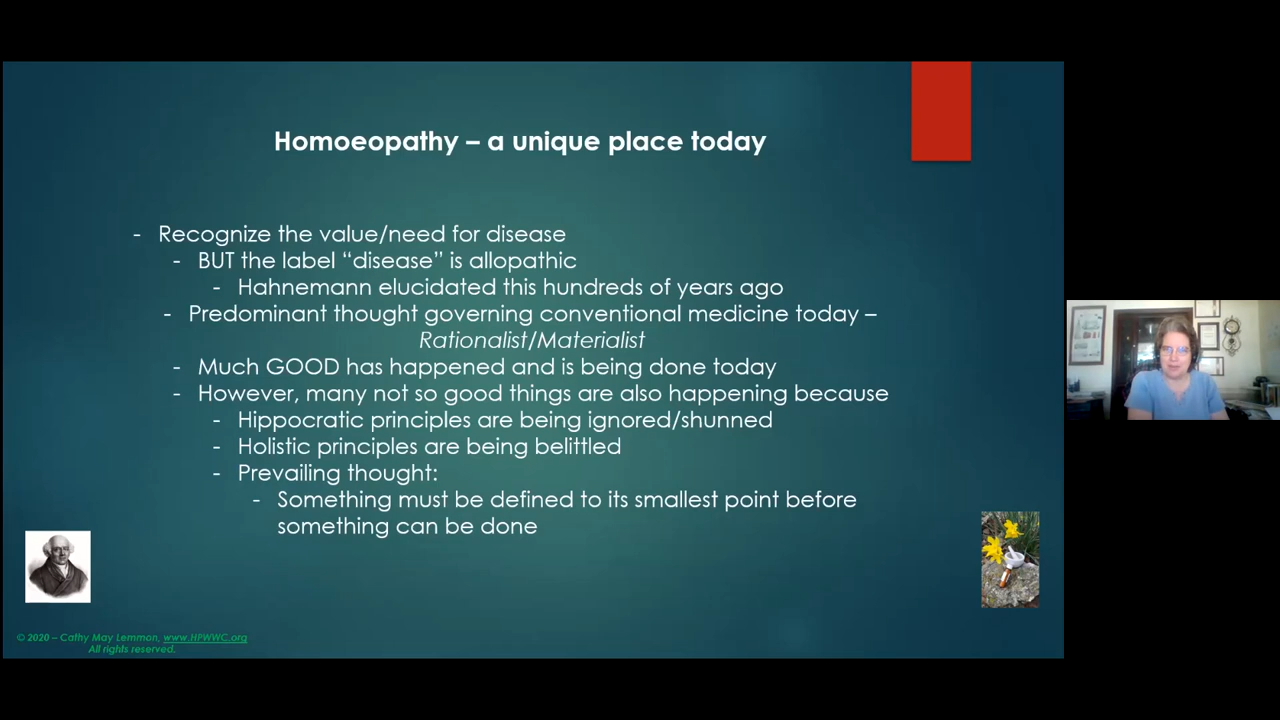 Homoeopathy – a unique place today
- Recognize the value/need for disease
- BUT the label “disease” is allopathic
- Hahnemann elucidated this hundreds of years ago
- Predominant thought governing conventional medicine today –
Rationalist/Materialist
- Much GOOD has happened and is being done today
- However, many not so good things are also happening because
- Hippocratic principles are being ignored/shunned
- Holistic principles are being belittled
- Prevailing thought:
- Something must be defined to its smallest point before
something can be done
© 2020 – Cathy May Lemmon, www.HPWWC.org
All rights reserved.